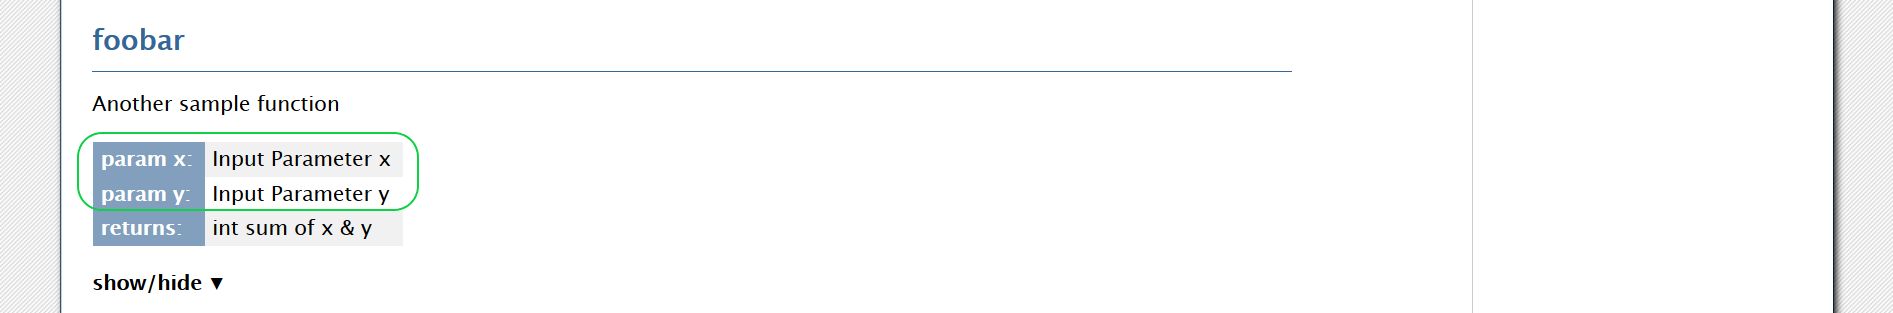 foobar
Another sample function
param x: Input Parameter x
param y: Input Parameter y
returns: int sum of x & y
show/hide ▼